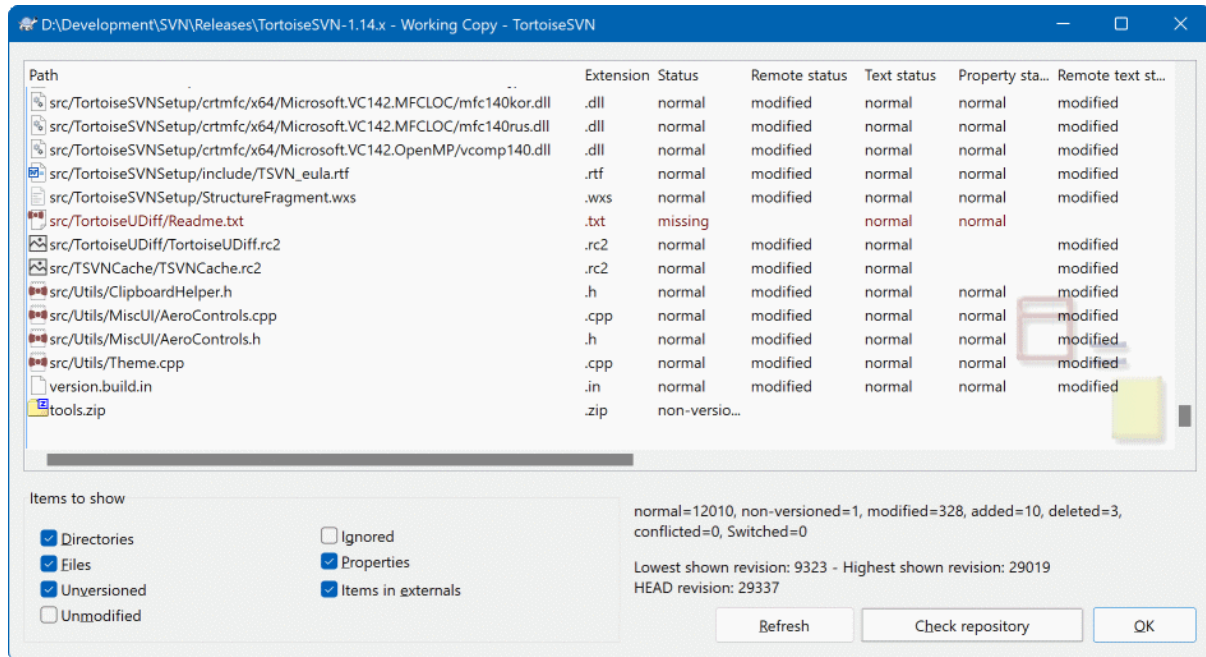 D:\Development\SVN\Releases\TortoiseSVN-1.14.x - Working Copy - TortoiseSVN
Path Extension Status Remote status Text status Property sta... Remote text st...
src/TortoiseSVNSetup/crtmfc/x64/Microsoft.VC142.MFCLOC/mfc140kor.dll .dll normal modified normal normal modified
src/TortoiseSVNSetup/crtmfc/x64/Microsoft.VC142.MFCLOC/mfc140rus.dll .dll normal modified normal normal modified
src/TortoiseSVNSetup/crtmfc/x64/Microsoft.VC142.OpenMP/vcomp140.dll .dll normal modified normal normal modified
src/TortoiseSVNSetup/include/TSVN_eula.rtf .rtf normal modified normal normal modified
src/TortoiseSVNSetup/StructureFragment.wxs .wxs normal modified normal normal modified
src/TortoiseUDiff/Readme.txt .txt missing normal normal
src/TortoiseUDiff/TortoiseUDiff.rc2 .rc2 normal modified normal modified
src/TSVNCache/TSVNCache.rc2 .rc2 normal modified normal modified
src/Utils/ClipboardHelper.h .h normal modified normal normal modified
src/Utils/MiscUI/AeroControls.cpp .cpp normal modified normal normal modified
src/Utils/MiscUI/AeroControls.h .h normal modified normal normal modified
src/Utils/Theme.cpp .cpp normal modified normal normal modified
version.build.in .in normal modified normal normal modified
tools.zip .zip non-versio...
Items to show
Directories
Files
Unversioned
Unmodified
Ignored
Properties
Items in externals
normal=12010, non-versioned=1, modified=328, added=10, deleted=3,
conflicted=0, Switched=0
Lowest shown revision: 9323 - Highest shown revision: 29019
HEAD revision: 29337
Refresh Check repository OK